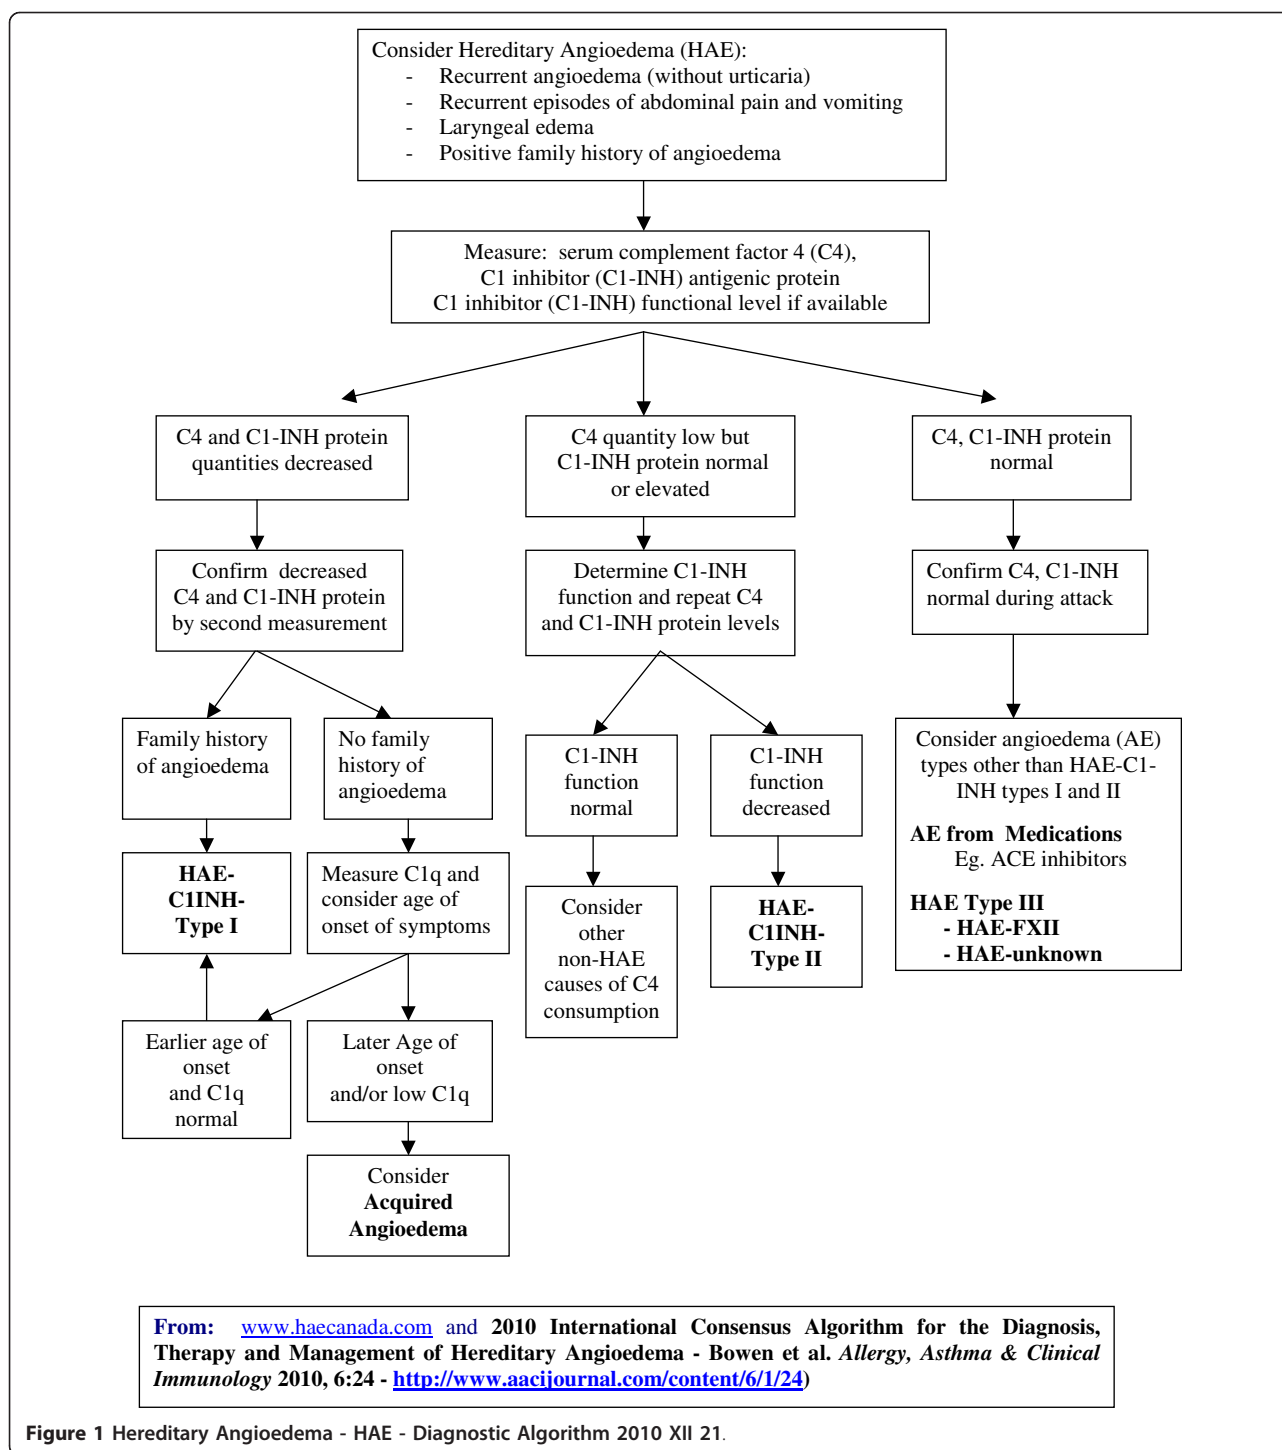 Consider Hereditary Angioedema (HAE):
- Recurrent angioedema (without urticaria)
- Recurrent episodes of abdominal pain and vomiting
- Laryngeal edema
- Positive family history of angioedema
Measure: serum complement factor 4 (C4),
C1 inhibitor (C1-INH) antigenic protein
C1 inhibitor (C1-INH) functional level if available
C4 and C1-INH protein
quantities decreased
C4 quantity low but
C1-INH protein normal
or elevated
C4, C1-INH protein
normal
Confirm decreased
C4 and C1-INH protein
by second measurement
Determine C1-INH
function and repeat C4
and C1-INH protein levels
Confirm C4, C1-INH
normal during attack
Family history
of angioedema
No family
history of
angioedema
C1-INH
function
normal
C1-INH
function
decreased
Consider angioedema (AE)
types other than HAE-C1-
INH types I and II
AE from Medications
Eg. ACE inhibitors
HAE Type III
- HAE-FXII
- HAE-unknown
HAE-
C1INH-
Type I
Measure C1q and
consider age of
onset of symptoms
Consider
other
non-HAE
causes of C4
consumption
HAE-
C1INH-
Type II
Earlier age of
onset
and C1q
normal
Later Age of
onset
and/or low C1q
Consider
Acquired
Angioedema
From: www.haecanada.com and 2010 International Consensus Algorithm for the Diagnosis,
Therapy and Management of Hereditary Angioedema - Bowen et al. Allergy, Asthma & Clinical
Immunology 2010, 6:24 - http://www.aacijournal.com/content/6/1/24)
Figure 1 Hereditary Angioedema - HAE - Diagnostic Algorithm 2010 XII 21.